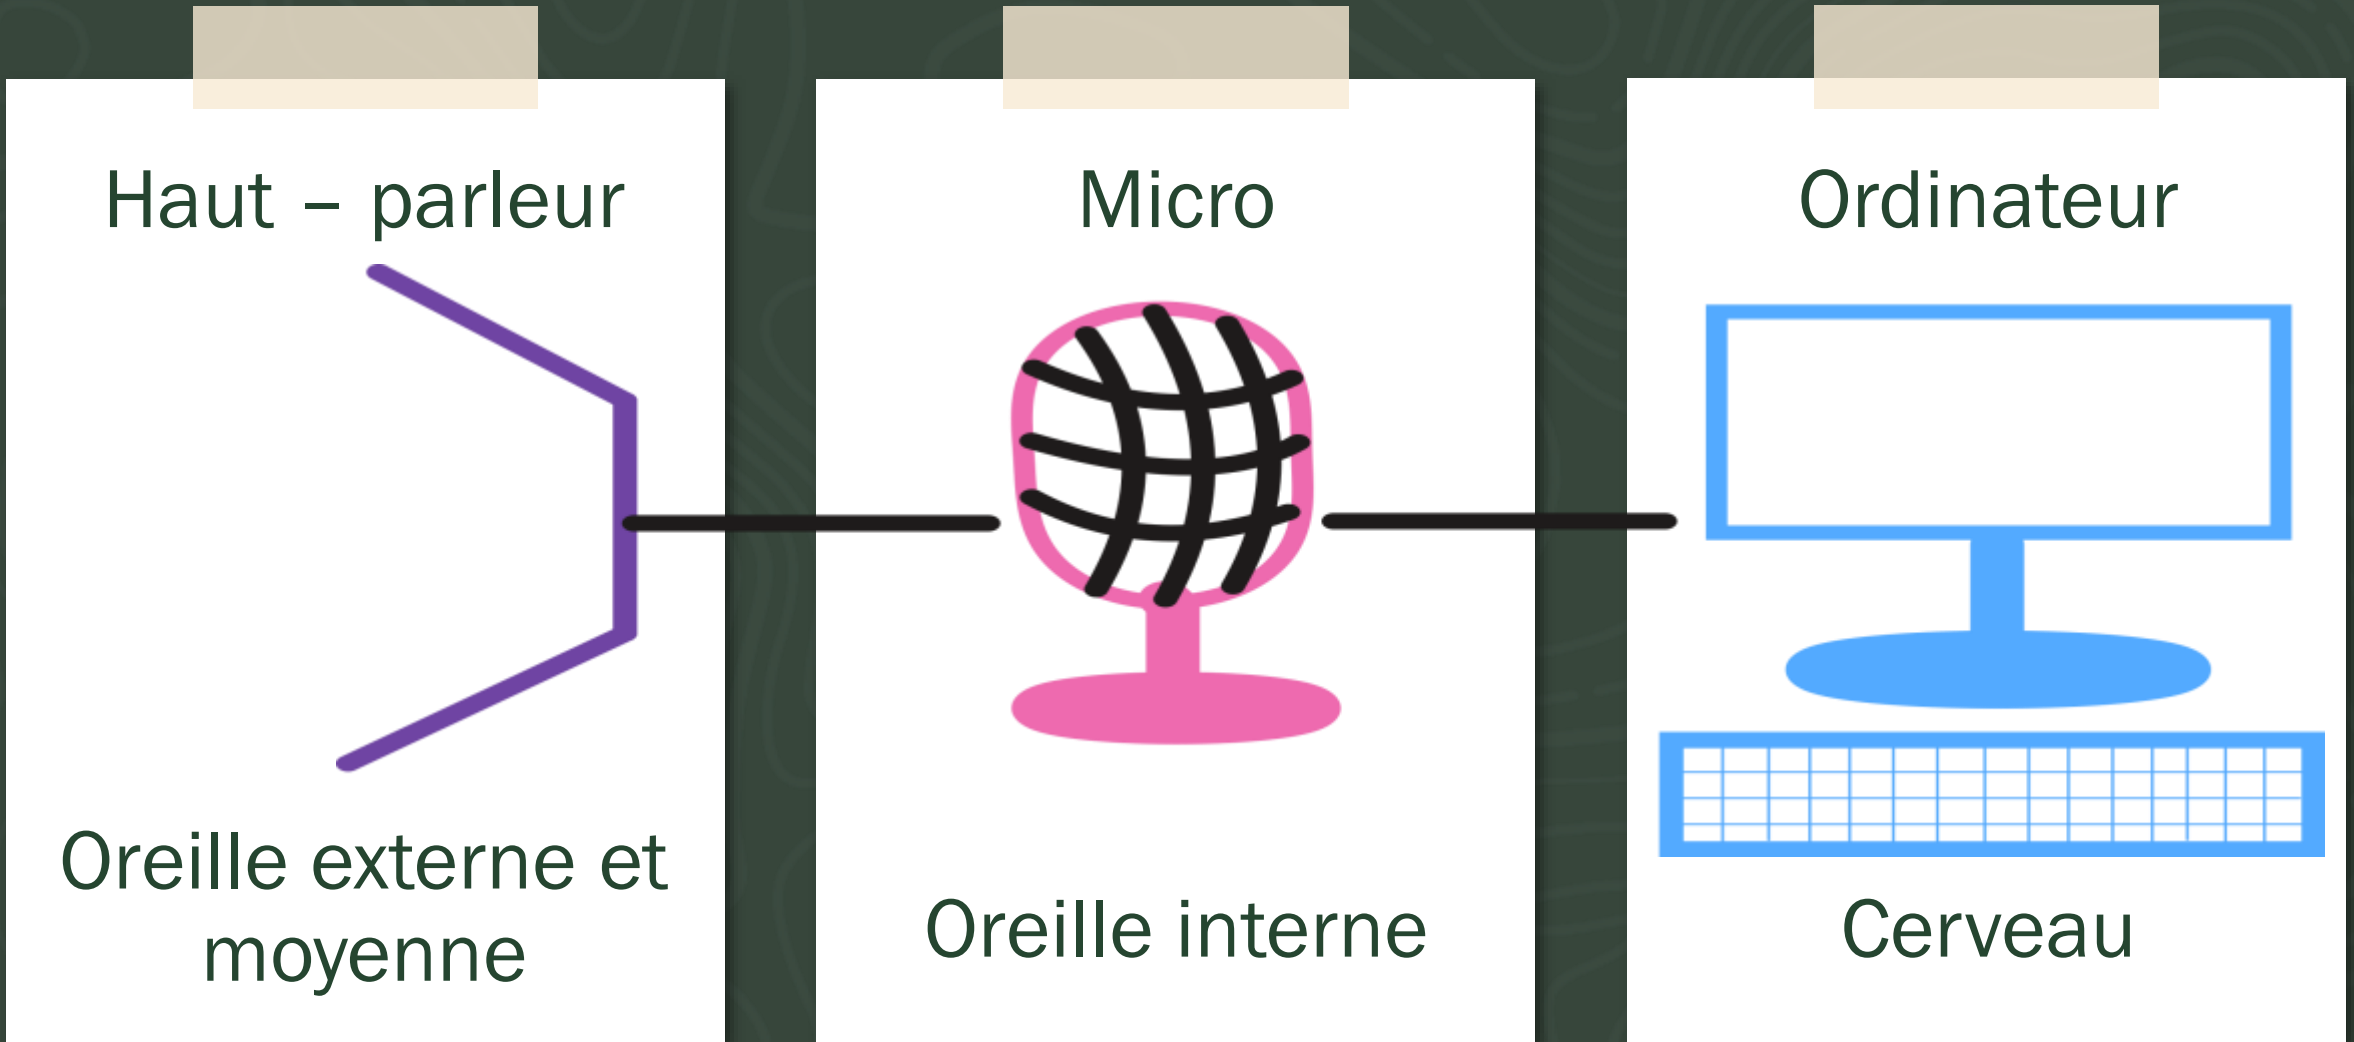 Haut – parleur
Oreille externe et
moyenne
Micro
Oreille interne
Ordinateur
Cerveau